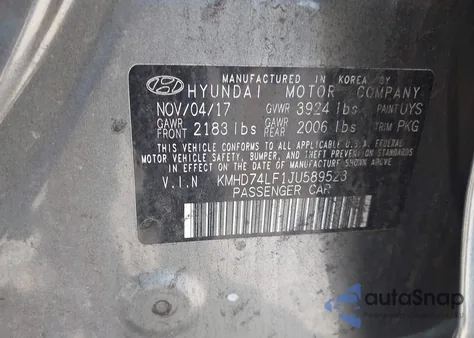 MANUFACTURED IN KOREA BY
HYUNDAI MOTOR COMPANY
NOV/04/17 GVWR 3924 lbs PAINT UYS
GAWR FRONT 2183 lbs GAWR REAR 2006 lbs TRIM PKG
THIS VEHICLE CONFORMS TO ALL APPLICABLE U.S.A FEDERAL
MOTOR VEHICLE SAFETY, BUMPER, AND THEFT PREVENTION
STANDARDS IN EFFECT ON THE DATE OF
MANUFACTURE SHOWN ABOVE.
V.I.N KMHD74LF1JU589523
PASSENGER CAR
autoSnap